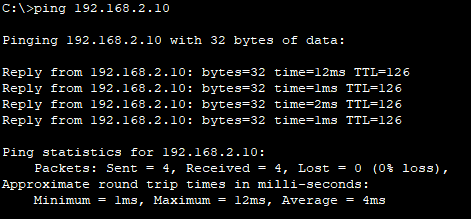 C:\>ping 192.168.2.10
Pinging 192.168.2.10 with 32 bytes of data:
Reply from 192.168.2.10: bytes=32 time=12ms TTL=126
Reply from 192.168.2.10: bytes=32 time=1ms TTL=126
Reply from 192.168.2.10: bytes=32 time=2ms TTL=126
Reply from 192.168.2.10: bytes=32 time=1ms TTL=126
Ping statistics for 192.168.2.10:
    Packets: Sent = 4, Received = 4, Lost = 0 (0% loss),
Approximate round trip times in milli-seconds:
    Minimum = 1ms, Maximum = 12ms, Average = 4ms